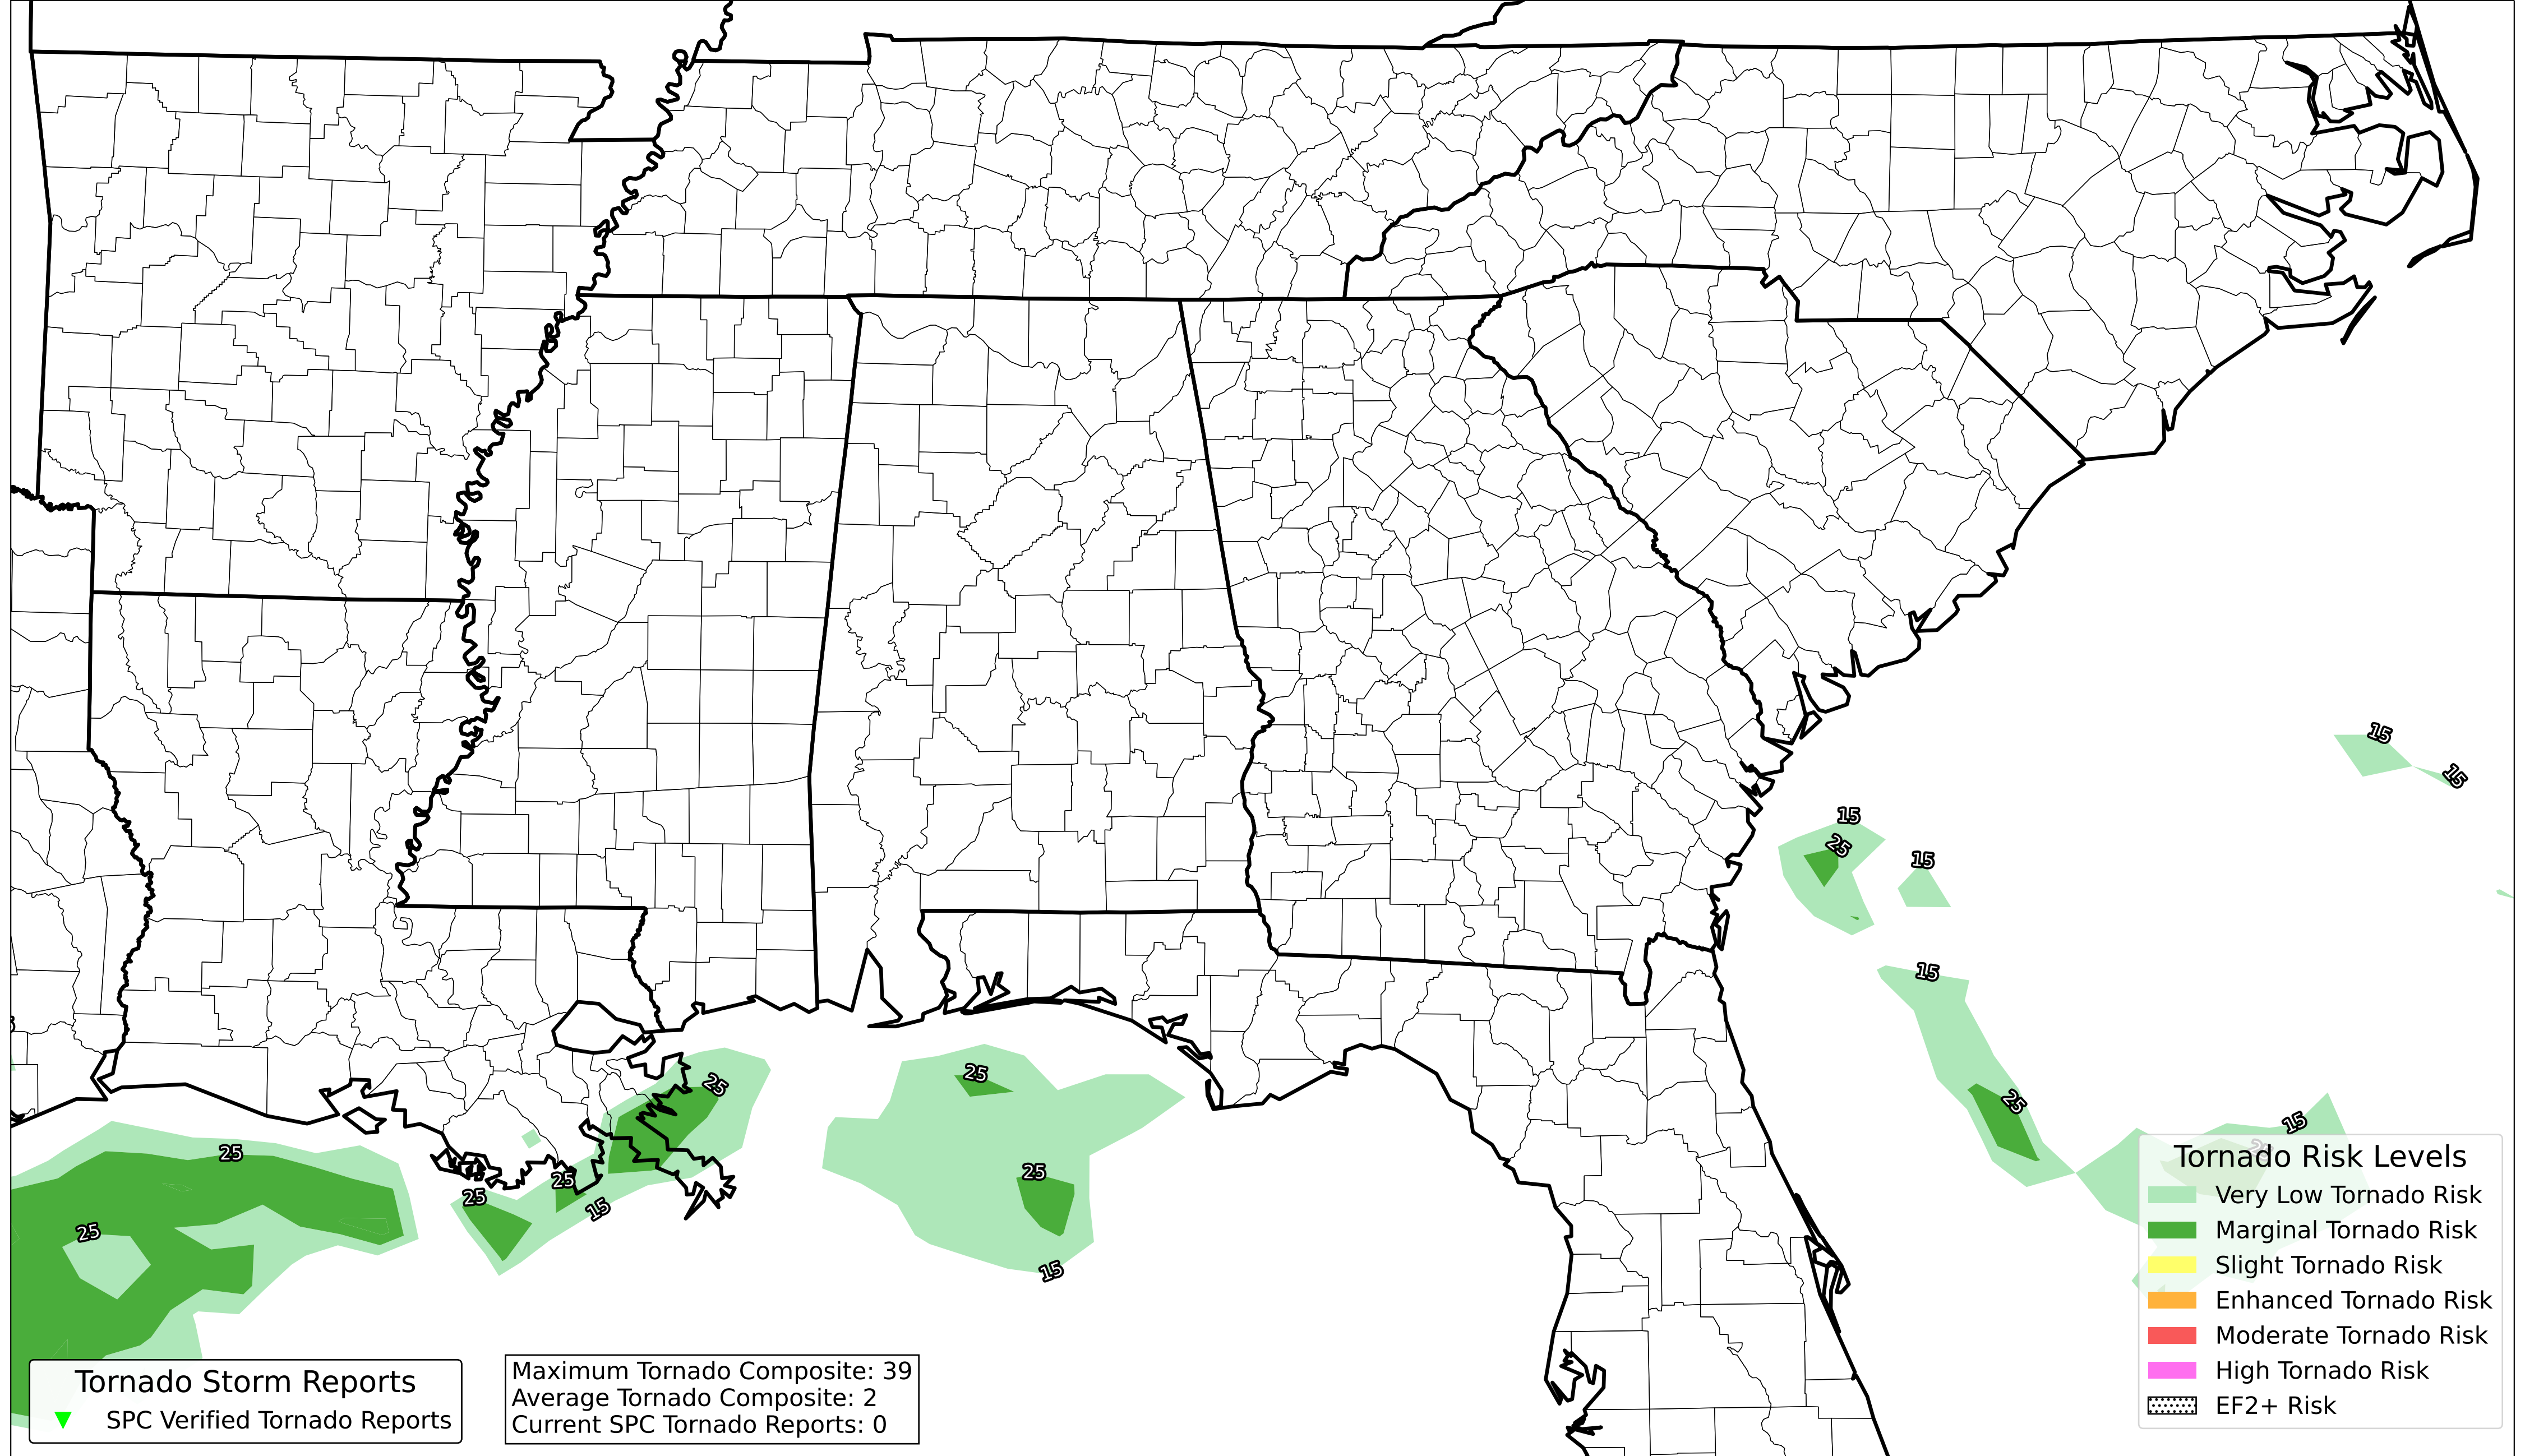 15
15
15
25
15
15
25
25
25
15
25
25
25
25
15
25
15
Tornado Risk Levels
Very Low Tornado Risk
Marginal Tornado Risk
Slight Tornado Risk
Enhanced Tornado Risk
Moderate Tornado Risk
High Tornado Risk
EF2+ Risk
Tornado Storm Reports
SPC Verified Tornado Reports
Maximum Tornado Composite: 39
Average Tornado Composite: 2
Current SPC Tornado Reports: 0